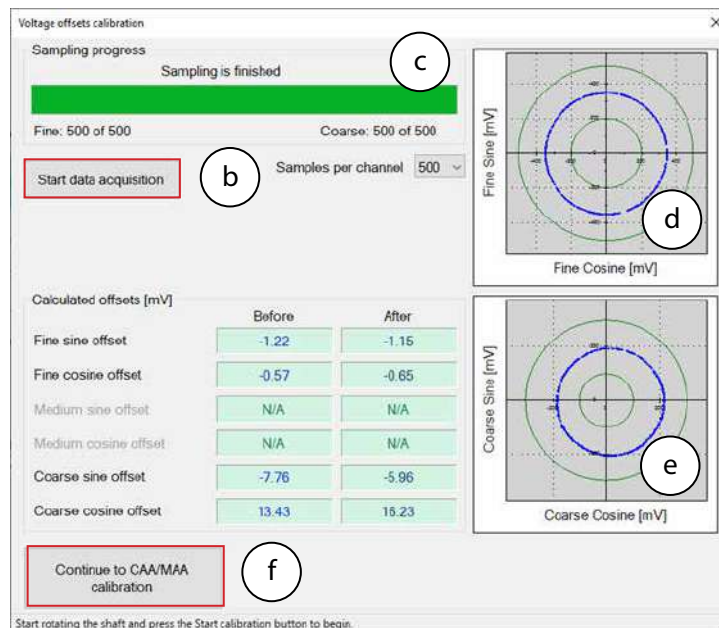 Voltage offsets calibration
Sampling progress
Sampling is finished
c
Fine: 500 of 500 Coarse: 500 of 500
Start data acquisition
b
Samples per channel 500
Fine Sine [mV]
d
Fine Cosine [mV]
Calculated offsets [mV]
Before After
Fine sine offset -1.22 -1.15
Fine cosine offset -0.57 -0.65
Medium sine offset N/A N/A
Medium cosine offset N/A N/A
Coarse sine offset -7.76 -5.96
Coarse cosine offset 13.43 15.23
Coarse Sine [mV]
e
Coarse Cosine [mV]
Continue to CAA/MAA
calibration
f
Start rotating the shaft and press the Start calibration button to begin.